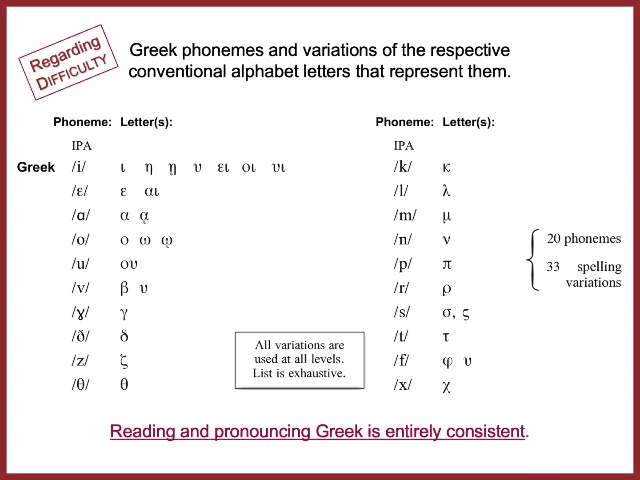 Regarding
DIFFICULTY
Greek phonemes and variations of the respective
conventional alphabet letters that represent them.
Phoneme: Letter(s):
IPA
Greek /i/ ι η ῃ υ ει οι υι
/ε/ ε αι
/ɑ/ α ᾳ
/o/ ο ω ῳ
/u/ ου
/v/ β υ
/ɣ/ γ
/ð/ δ
/z/ ζ
/θ/ θ
Phoneme: Letter(s):
IPA
/k/ κ
/l/ λ
/m/ μ
/n/ ν
/p/ π
/r/ ρ
/s/ σ, ς
/t/ τ
/f/ φ υ
/x/ χ
20 phonemes
33 spelling
variations
All variations are
used at all levels.
List is exhaustive.
Reading and pronouncing Greek is entirely consistent.